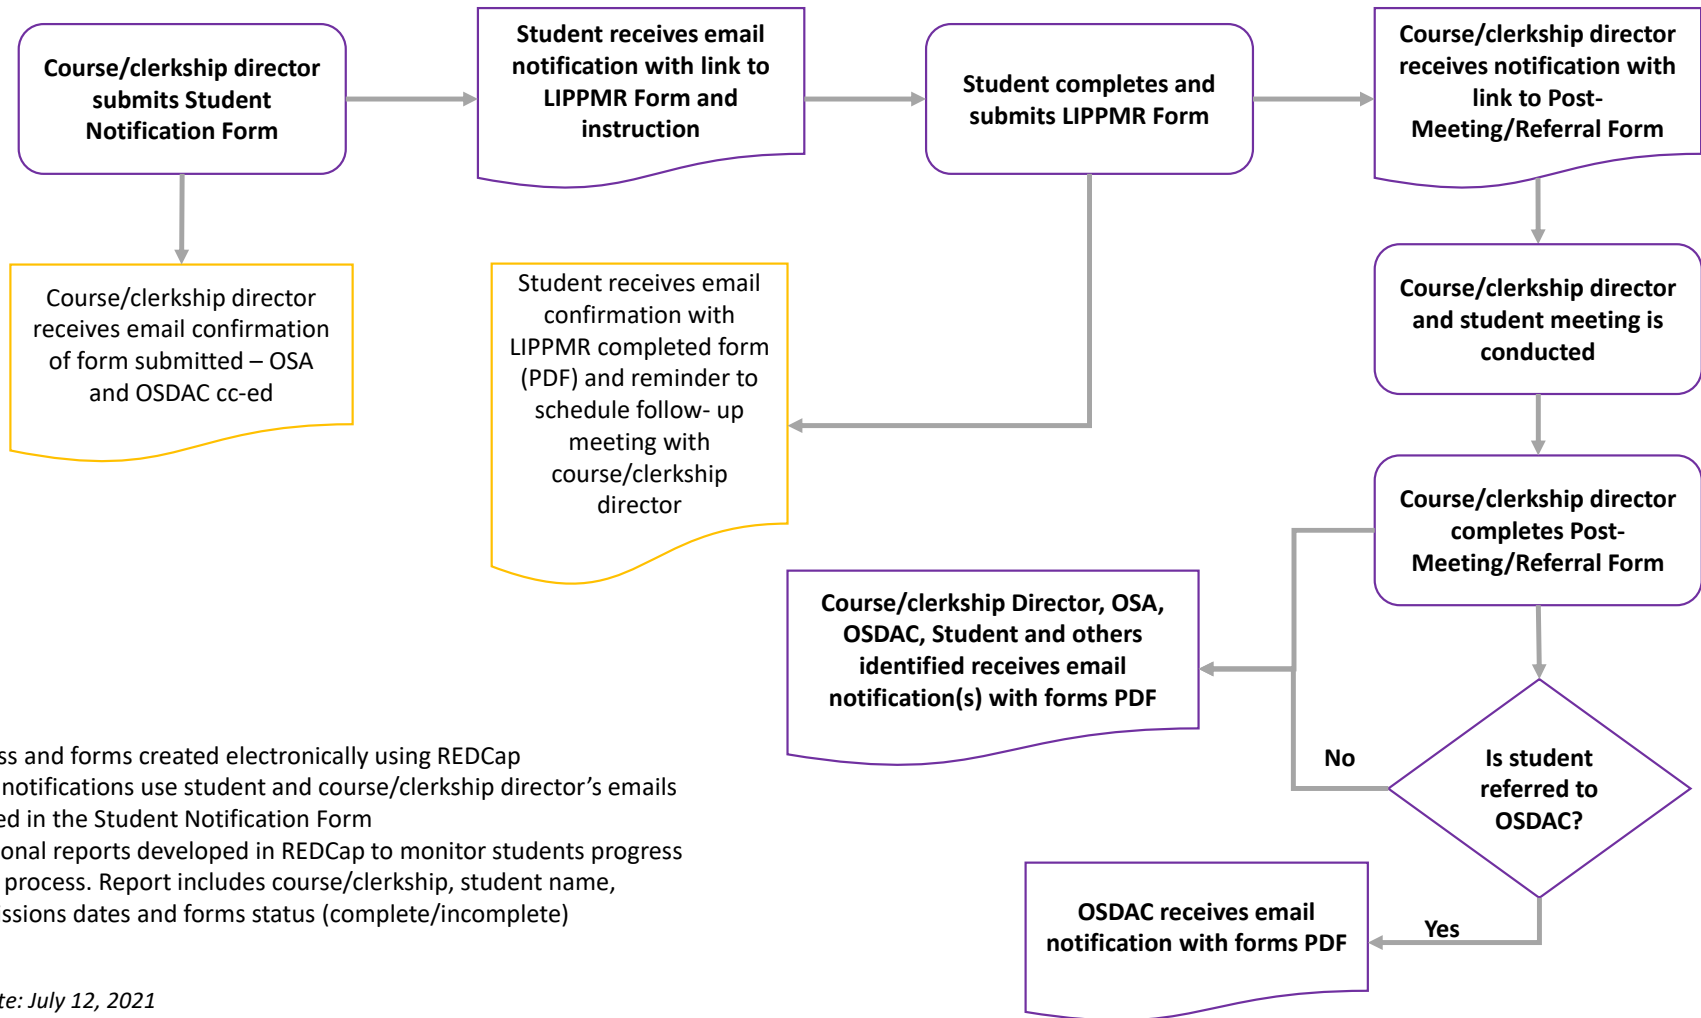 Course/clerkship director
submits Student
Notification Form
Student receives email
notification with link to
LIPPMR Form and
instruction
Student completes and
submits LIPPMR Form
Course/clerkship director
receives notification with
link to Post-
Meeting/Referral Form
Course/clerkship director
receives email confirmation
of form submitted – OSA
and OSDAC cc-ed
Student receives email
confirmation with
LIPPMR completed form
(PDF) and reminder to
schedule follow- up
meeting with
course/clerkship
director
Course/clerkship director
and student meeting is
conducted
Course/clerkship director
completes Post-
Meeting/Referral Form
Course/clerkship Director, OSA,
OSDAC, Student and others
identified receives email
notification(s) with forms PDF
No
Is student
referred to
OSDAC?
Yes
OSDAC receives email
notification with forms PDF
and forms created electronically using REDCap
notifications use student and course/clerkship director's emails
in the Student Notification Form
reports developed in REDCap to monitor students progress
process. Report includes course/clerkship, student name,
dates and forms status (complete/incomplete)
July 12, 2021